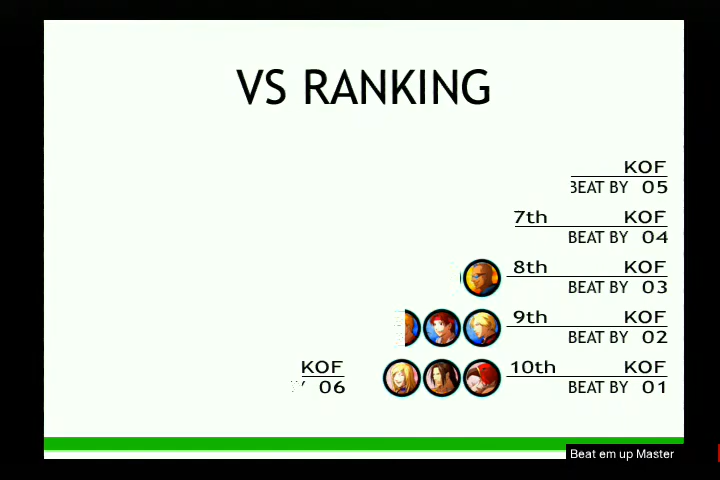 VS RANKING
KOF
BEAT BY 05
7th KOF
BEAT BY 04
8th KOF
BEAT BY 03
9th KOF
BEAT BY 02
KOF
06
10th KOF
BEAT BY 01
Beat em up Master